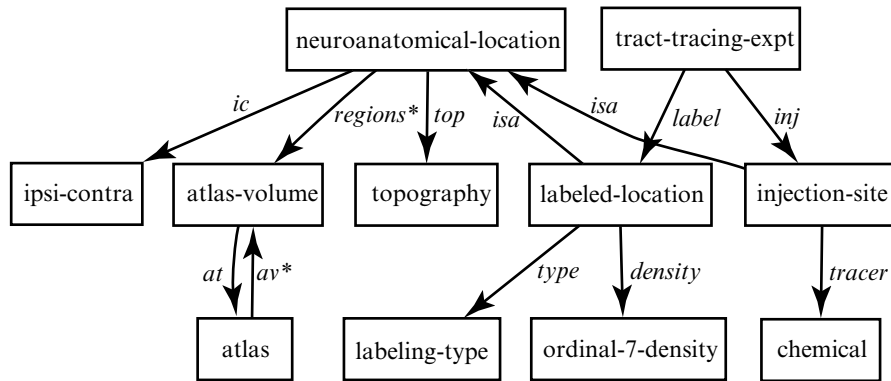 neuroanatomical-location
tract-tracing-expt
ic
regions*
top
isa
isa
label
inj
ipsi-contra
atlas-volume
topography
labeled-location
injection-site
at
av*
type
density
tracer
atlas
labeling-type
ordinal-7-density
chemical